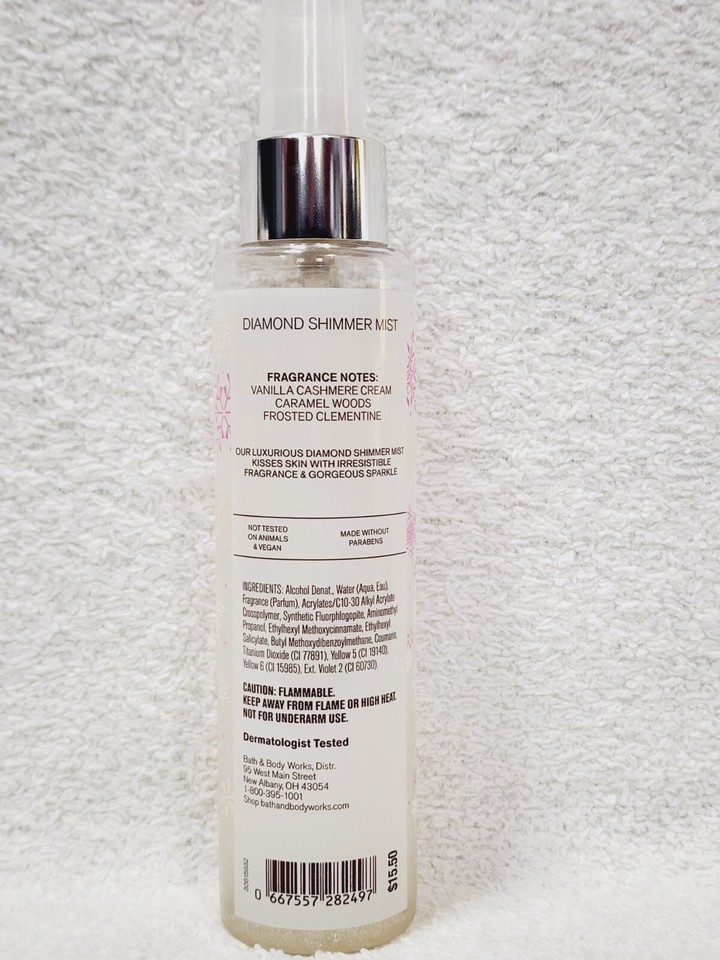 DIAMOND SHIMMER MIST
FRAGRANCE NOTES:
VANILLA CASHMERE CREAM
CARAMEL WOODS
FROSTED CLEMENTINE
OUR LUXURIOUS DIAMOND SHIMMER MIST
KISSES SKIN WITH IRRESISTIBLE
FRAGRANCE & GORGEOUS SPARKLE
NOT TESTED
ON ANIMALS
& VEGAN
MADE WITHOUT
PARABENS
INGREDIENTS: Alcohol Denat., Water (Aqua, Eau),
Fragrance (Parfum), Acrylates/C10-30 Alkyl Acrylate
Crosspolymer, Synthetic Fluorphlogopite, Aminomethyl
Propanol, Ethylhexyl Methoxycinnamate, Ethylhexyl
Salicylate, Butyl Methoxydibenzoylmethane, Coumarin,
Titanium Dioxide (CI 77891), Yellow 5 (CI 19140),
Yellow 6 (CI 15985), Ext. Violet 2 (CI 60730).
CAUTION: FLAMMABLE.
KEEP AWAY FROM FLAME OR HIGH HEAT.
NOT FOR UNDERARM USE.
Dermatologist Tested
Bath & Body Works, Distr.
95 West Main Street
New Albany, OH 43054
1-800-395-1001
Shop bathandbodyworks.com
30615932
0 667557 282497
$15.50